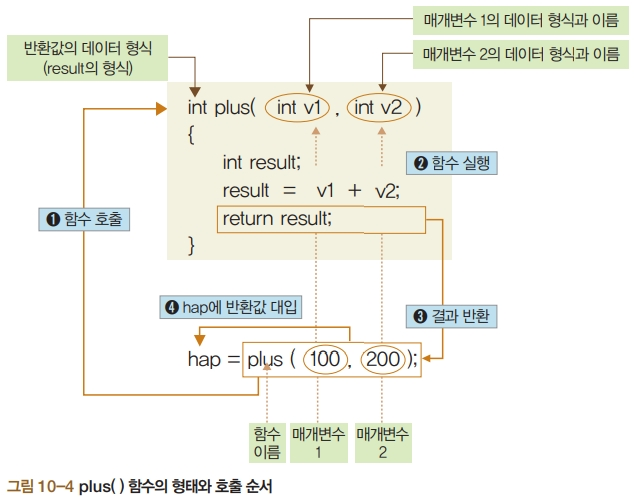 매개변수 1의 데이터 형식과 이름
반환값의 데이터 형식
(result의 형식)
매개변수 2의 데이터 형식과 이름
int plus( int v1 , int v2 )
{
int result;
❷ 함수 실행
result = v1 + v2;
❶ 함수 호출
return result;
}
❹ hap에 반환값 대입
❸ 결과 반환
hap = plus ( 100, 200);
함수
이름
매개변수
1
매개변수
2
그림 10-4 plus( ) 함수의 형태와 호출 순서